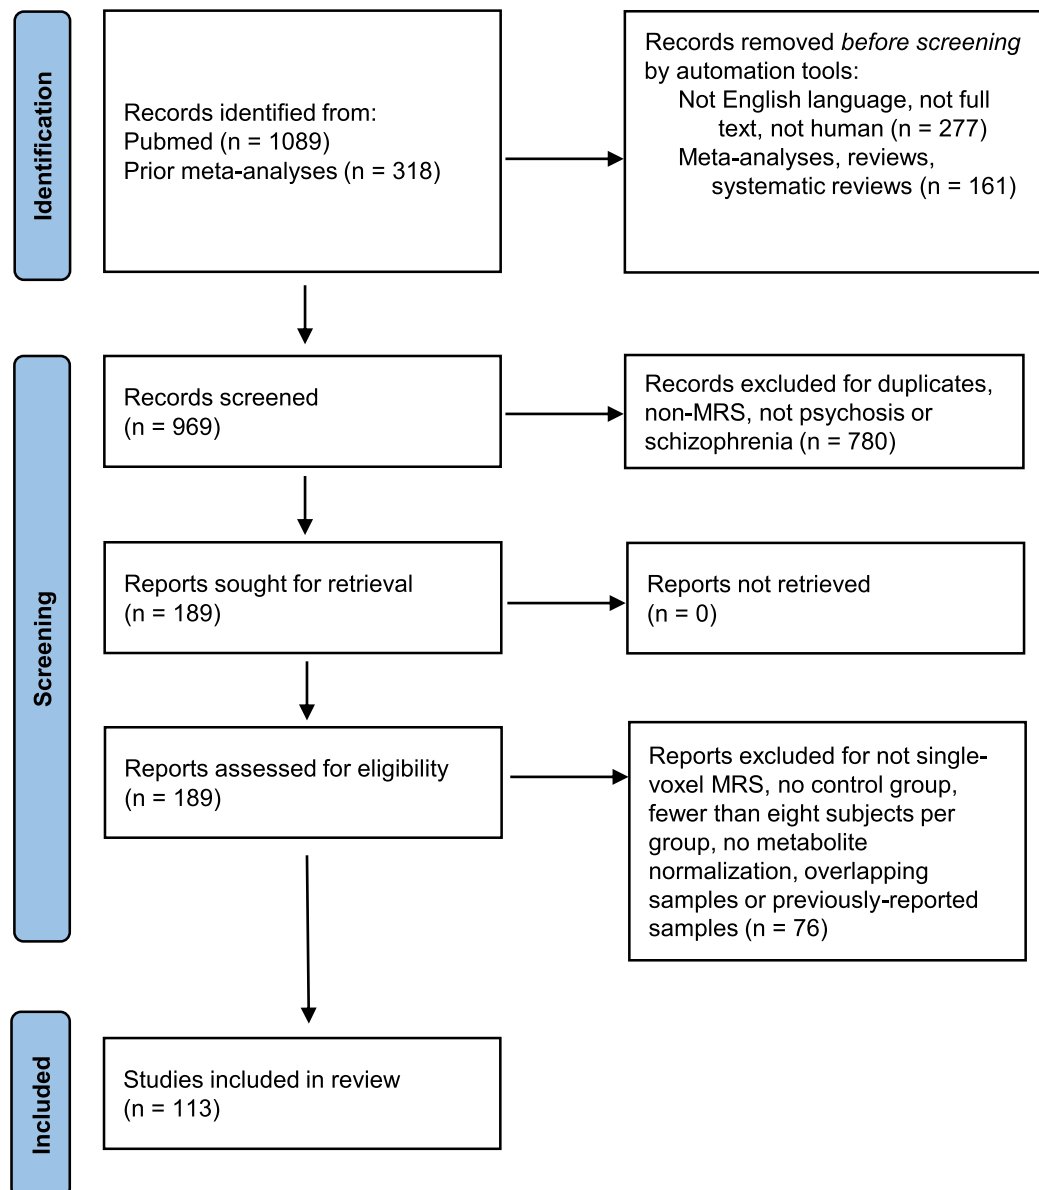 Identification
Records identified from:
Pubmed (n = 1089)
Prior meta-analyses (n = 318)
Records removed before screening
by automation tools:
Not English language, not full
text, not human (n = 277)
Meta-analyses, reviews,
systematic reviews (n = 161)
Screening
Records screened
(n = 969)
Records excluded for duplicates,
non-MRS, not psychosis or
schizophrenia (n = 780)
Reports sought for retrieval
(n = 189)
Reports not retrieved
(n = 0)
Reports assessed for eligibility
(n = 189)
Reports excluded for not single-
voxel MRS, no control group,
fewer than eight subjects per
group, no metabolite
normalization, overlapping
samples or previously-reported
samples (n = 76)
Included
Studies included in review
(n = 113)